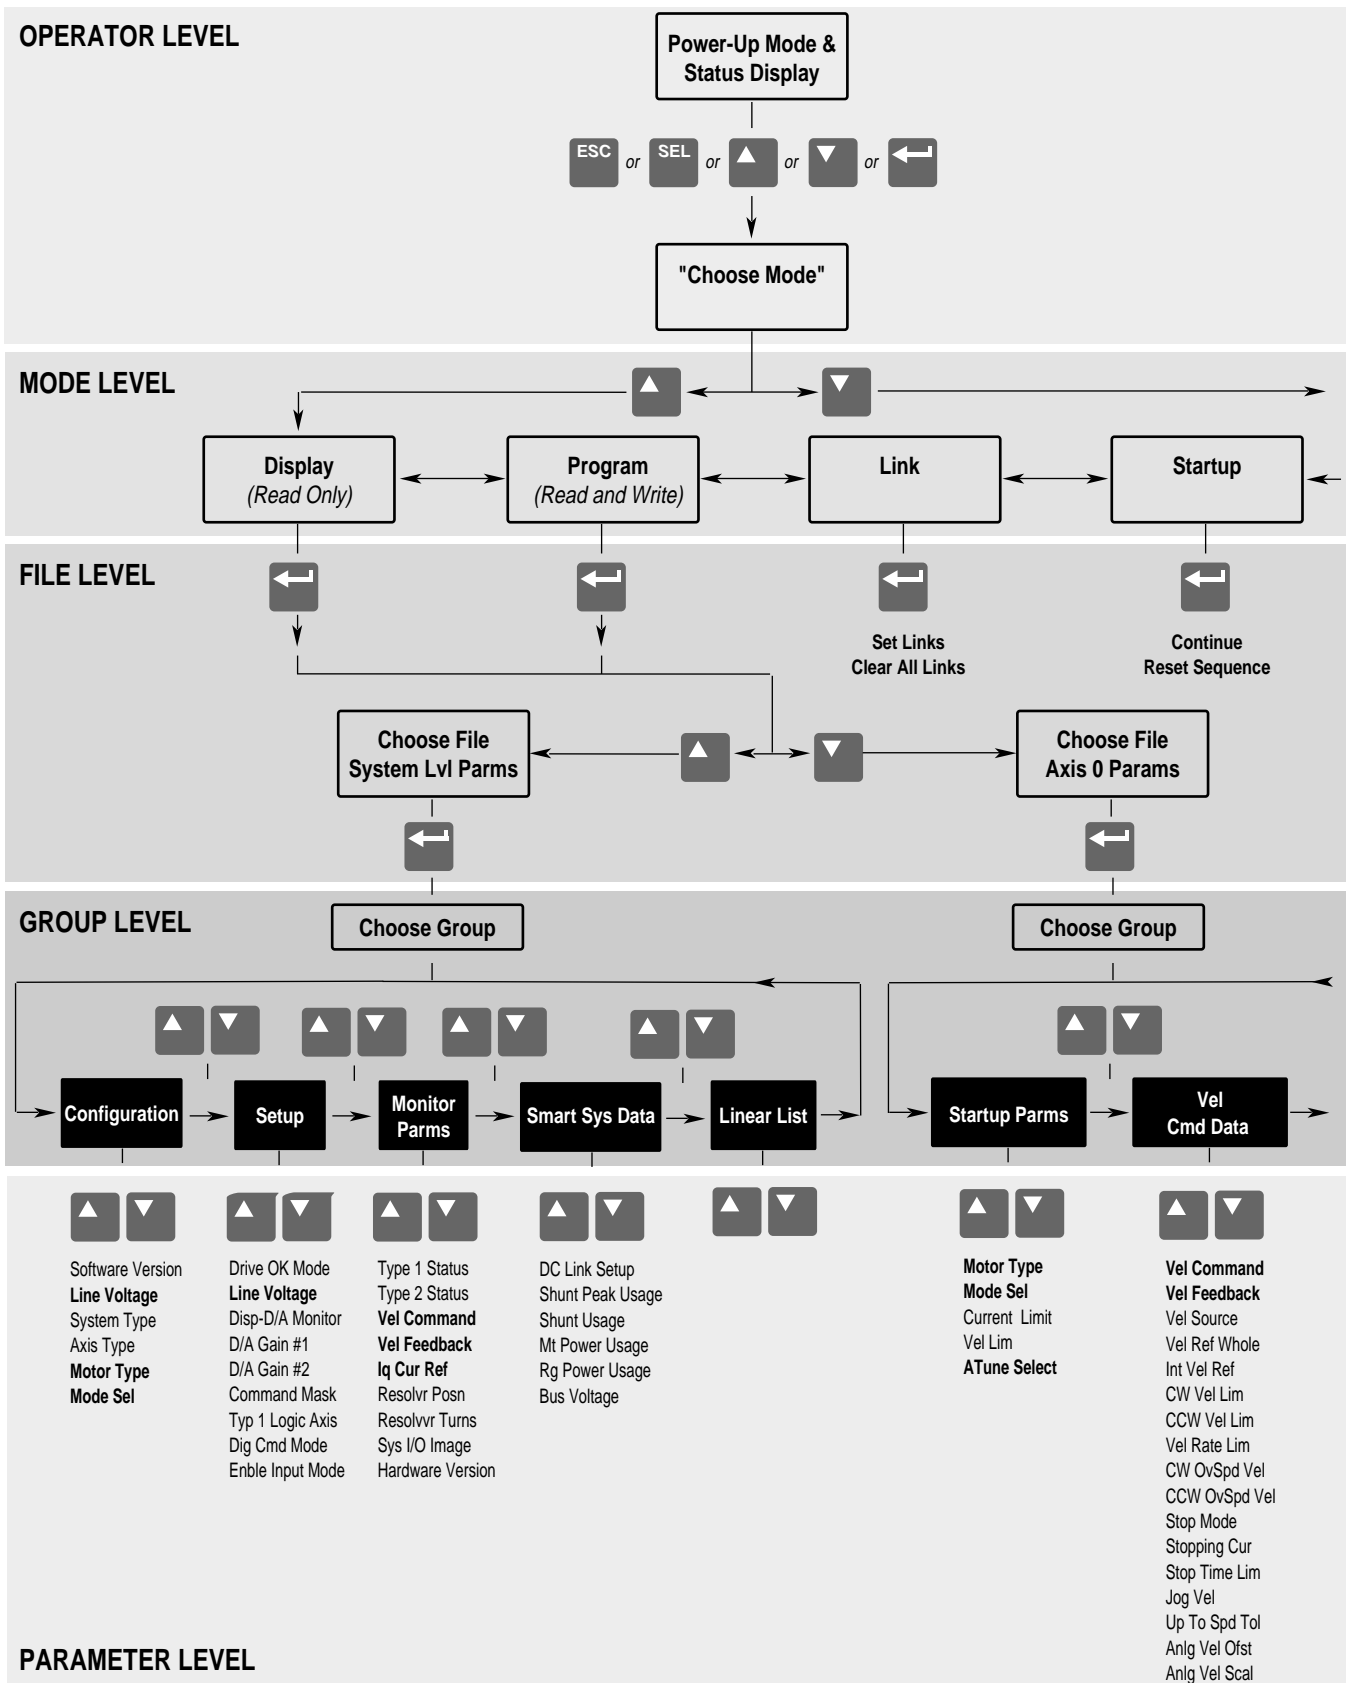 OPERATOR LEVEL
Power-Up Mode &
Status Display
ESC or SEL or or or
"Choose Mode"
MODE LEVEL
Display
(Read Only)
Program
(Read and Write)
Link
Startup
FILE LEVEL
Set Links
Clear All Links
Continue
Reset Sequence
Choose File
System Lvl Parms
Choose File
Axis 0 Params
GROUP LEVEL
Choose Group
Choose Group
Configuration
Setup
Monitor
Parms
Smart Sys Data
Linear List
Startup Parms
Vel
Cmd Data
Software Version
Line Voltage
System Type
Axis Type
Motor Type
Mode Sel
Drive OK Mode
Line Voltage
Disp-D/A Monitor
D/A Gain #1
D/A Gain #2
Command Mask
Typ 1 Logic Axis
Dig Cmd Mode
Enble Input Mode
Type 1 Status
Type 2 Status
Vel Command
Vel Feedback
Iq Cur Ref
Resolvr Posn
Resolvvr Turns
Sys I/O Image
Hardware Version
DC Link Setup
Shunt Peak Usage
Shunt Usage
Mt Power Usage
Rg Power Usage
Bus Voltage
Motor Type
Mode Sel
Current Limit
Vel Lim
ATune Select
Vel Command
Vel Feedback
Vel Source
Vel Ref Whole
Int Vel Ref
CW Vel Lim
CCW Vel Lim
Vel Rate Lim
CW OvSpd Vel
CCW OvSpd Vel
Stop Mode
Stopping Cur
Stop Time Lim
Jog Vel
Up To Spd Tol
Anlg Vel Ofst
Anlg Vel Scal
PARAMETER LEVEL